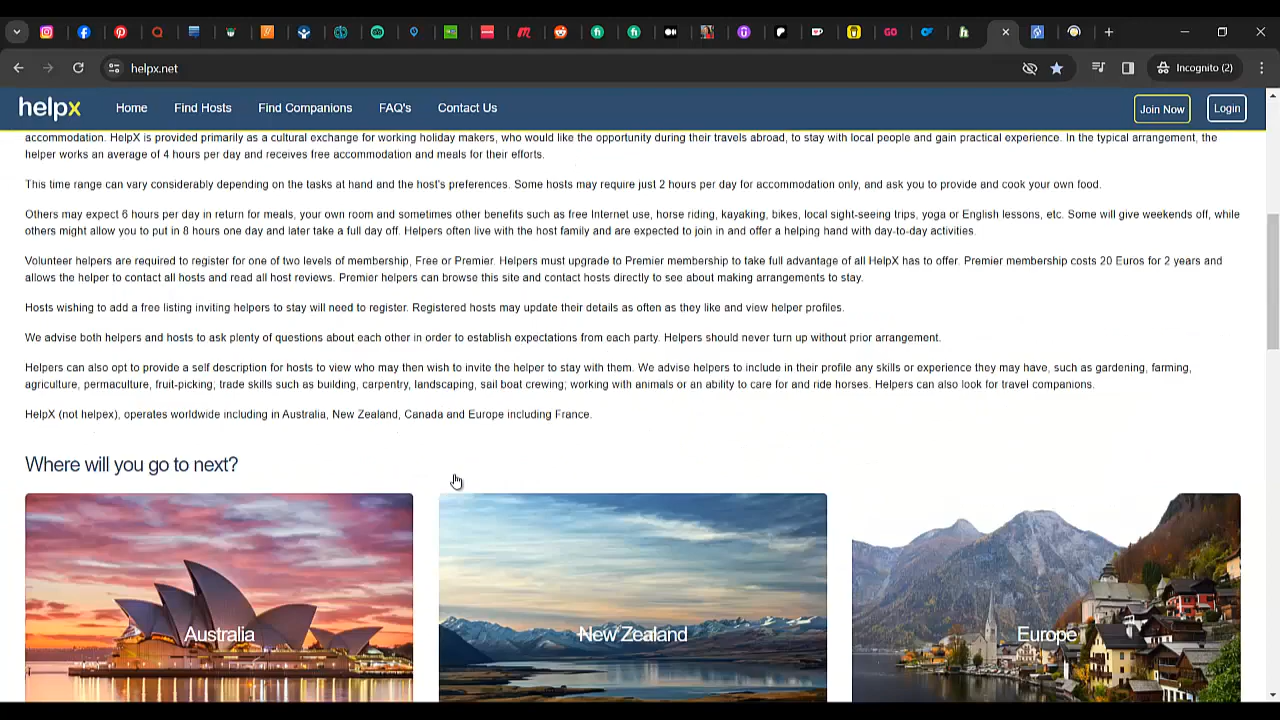 helpx.net
Incognito (2)
helpx
Home
Find Hosts
Find Companions
FAQ's
Contact Us
Join Now
Login
accommodation. HelpX is provided primarily as a cultural exchange for working holiday makers, who would like the opportunity during their travels abroad, to stay with local people and gain practical experience. In the typical arrangement, the
helper works an average of 4 hours per day and receives free accommodation and meals for their efforts.
This time range can vary considerably depending on the tasks at hand and the host's preferences. Some hosts may require just 2 hours per day for accommodation only, and ask you to provide and cook your own food.
Others may expect 6 hours per day in return for meals, your own room and sometimes other benefits such as free Internet use, horse riding, kayaking, bikes, local sight-seeing trips, yoga or English lessons, etc. Some will give weekends off, while
others might allow you to put in 8 hours one day and later take a full day off. Helpers often live with the host family and are expected to join in and offer a helping hand with day-to-day activities.
Volunteer helpers are required to register for one of two levels of membership, Free or Premier. Helpers must upgrade to Premier membership to take full advantage of all HelpX has to offer. Premier membership costs 20 Euros for 2 years and
allows the helper to contact all hosts and read all host reviews. Premier helpers can browse this site and contact hosts directly to see about making arrangements to stay.
Hosts wishing to add a free listing inviting helpers to stay will need to register. Registered hosts may update their details as often as they like and view helper profiles.
We advise both helpers and hosts to ask plenty of questions about each other in order to establish expectations from each party. Helpers should never turn up without prior arrangement.
Helpers can also opt to provide a self description for hosts to view who may then wish to invite the helper to stay with them. We advise helpers to include in their profile any skills or experience they may have, such as gardening, farming,
agriculture, permaculture, fruit-picking, trade skills such as building, carpentry, landscaping, sail boat crewing; working with animals or an ability to care for and ride horses. Helpers can also look for travel companions.
HelpX (not helpex), operates worldwide including in Australia, New Zealand, Canada and Europe including France.
Where will you go to next?
Australia
New Zealand
Europe